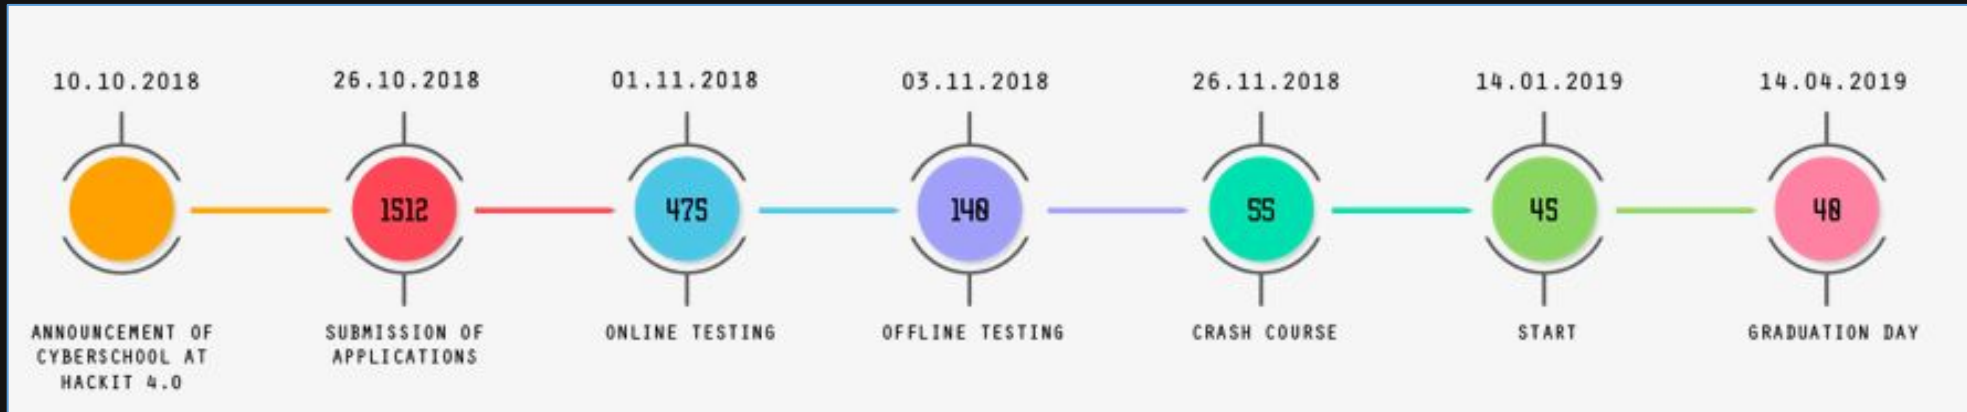 10.10.2018
26.10.2018
01.11.2018
03.11.2018
26.11.2018
14.01.2019
14.04.2019
1512
475
140
55
45
40
ANNOUNCEMENT OF
CYBERSCHOOL AT
HACKIT 4.0
SUBMISSION OF
APPLICATIONS
ONLINE TESTING
OFFLINE TESTING
CRASH COURSE
START
GRADUATION DAY